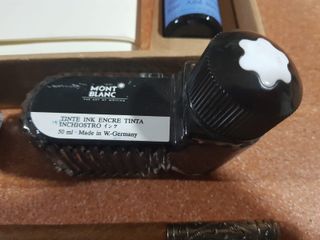 MONT
BLANC
THE ART OF WRITING
TINTE INK ENCRE TINTA
INCHIOSTRO インク
50 ml · Made in W.-Germany